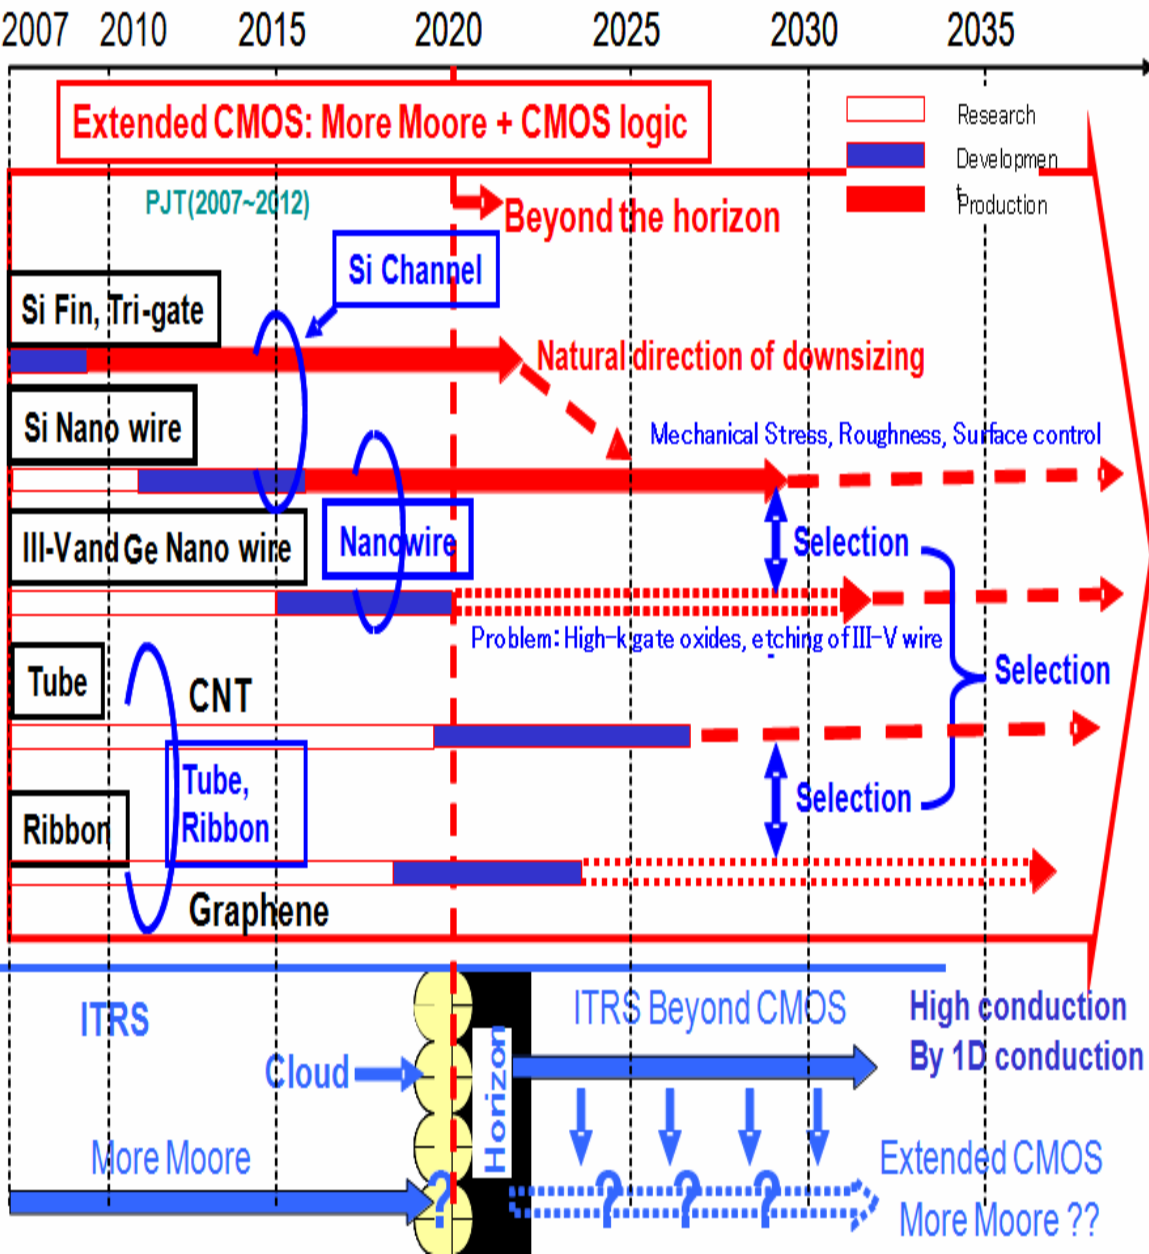 2007 2010 2015 2020 2025 2030 2035
Extended CMOS: More Moore + CMOS logic
Research
Developmen
t
Production
PJT(2007~2012)
Beyond the horizon
Si Channel
Si Fin, Tri-gate
Natural direction of downsizing
Si Nano wire
Mechanical Stress, Roughness, Surface control
III-V and Ge Nano wire
Nanowire
Selection
Problem: High-k gate oxides, etching of III-V wire
Tube
CNT
Selection
Tube,
Ribbon
Selection
Ribbon
Graphene
ITRS
ITRS Beyond CMOS
High conduction
By 1D conduction
Cloud
Horizon
More Moore
?
? ? ?
Extended CMOS
More Moore ??